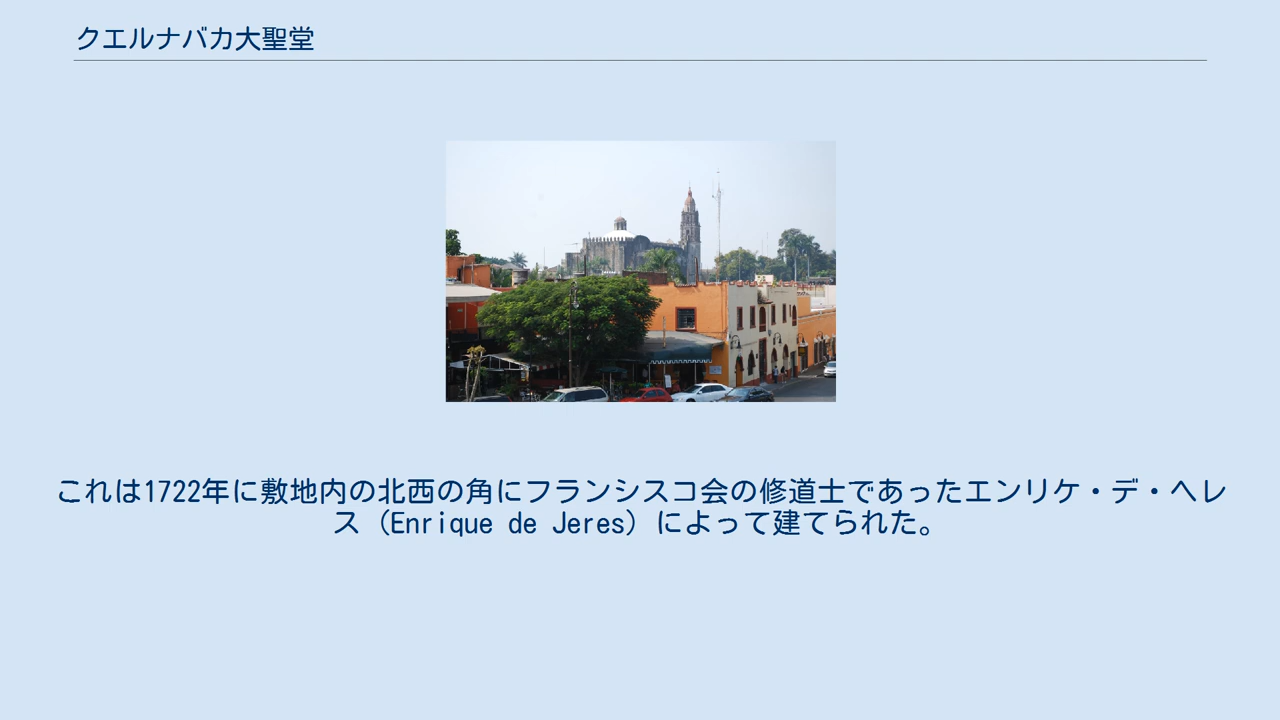 クエルナバカ大聖堂
これは1722年に敷地内の北西の角にフランシスコ会の修道士であったエンリケ・デ・ヘレ
ス（Enrique de Jeres）によって建てられた。